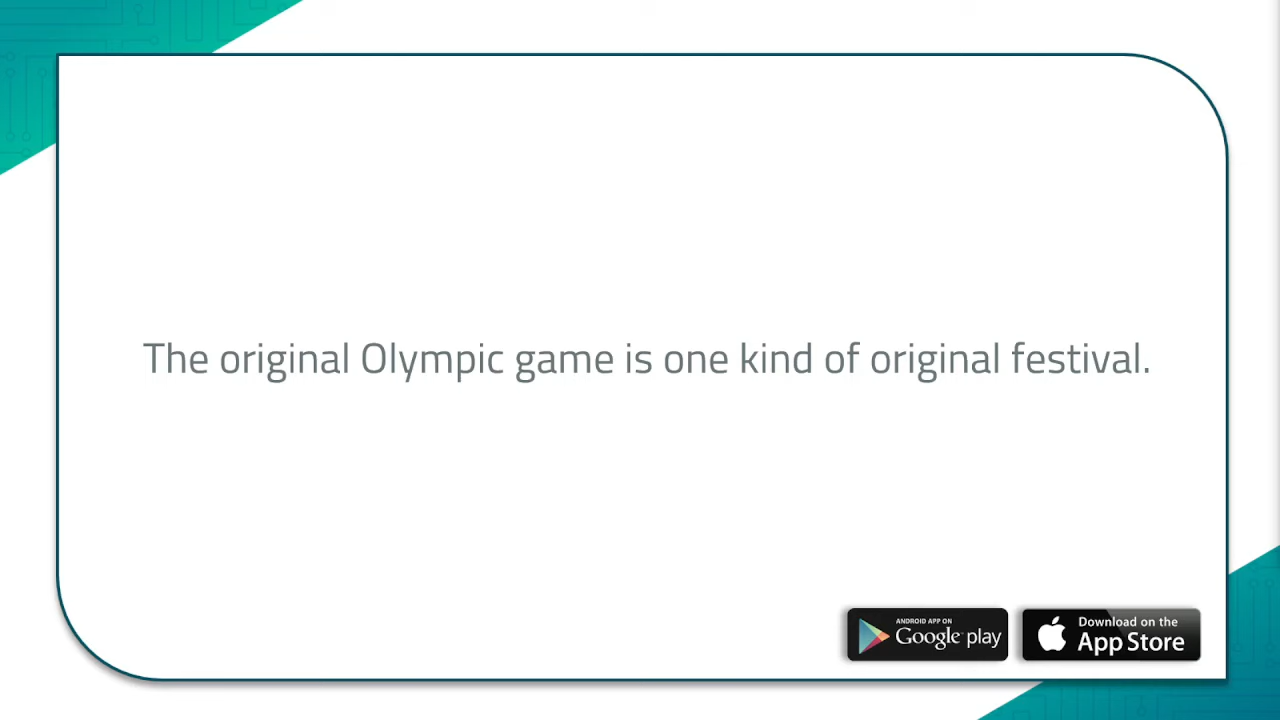 The original Olympic game is one kind of original festival.
ANDROID APP ON
Google play
Download on the
App Store